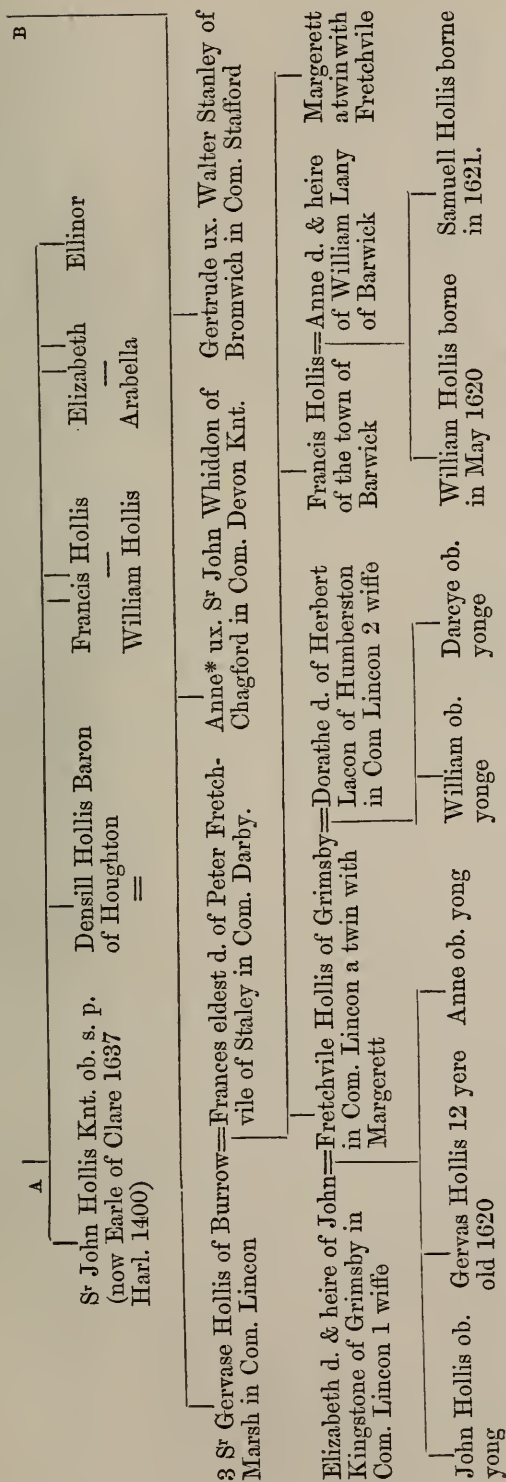 A
B
Sr John Hollis Knt. ob. s. p.
(now Earle of Clare 1637
Harl. 1400)
Densill Hollis Baron
of Houghton
=
Francis Hollis
—
William Hollis
Elizabeth
—
Arabella
Ellinor
3 Sr Gervase Hollis of Burrow=Frances eldest d. of Peter Fretch-
Marsh in Com. Lincon
vile of Staley in Com. Darby.
Anne* ux. Sr John Whiddon of
Chagford in Com. Devon Knt.
Gertrude ux. Walter Stanley of
Bromwich in Com. Stafford
Elizabeth d. & heire of John=Fretchvile Hollis of Grimsby=Dorathe d. of Herbert
Kingstone of Grimsby in
Com. Lincon 1 wiffe
in Com. Lincon a twin with
Margerett
Lacon of Humberston
in Com Lincon 2 wiffe
Francis Hollis=Anne d. & heire
of the town of
Barwick
of William Lany
of Barwick
Margerett
atwin with
Fretchvile
John Hollis ob.
yong
Gervas Hollis 12 yere
old 1620
Anne ob. yong
William ob.
yonge
Darcye ob.
yonge
William Hollis borne
in May 1620
Samuell Hollis borne
in 1621.